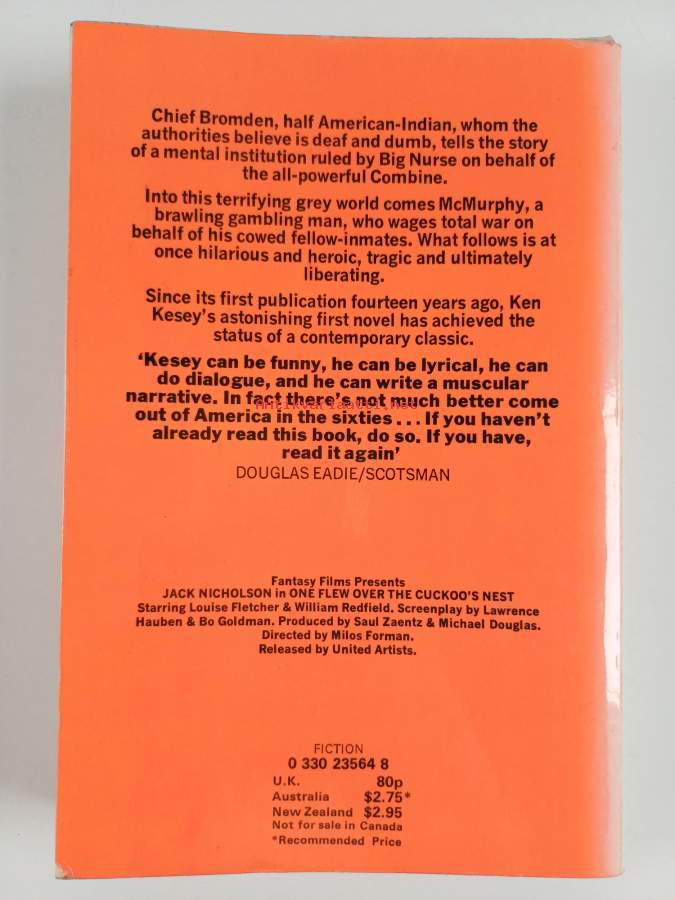 Chief Bromden, half American-Indian, whom the
authorities believe is deaf and dumb, tells the story
of a mental institution ruled by Big Nurse on behalf of
the all-powerful Combine.
Into this terrifying grey world comes McMurphy, a
brawling gambling man, who wages total war on
behalf of his cowed fellow-inmates. What follows is at
once hilarious and heroic, tragic and ultimately
liberating.
Since its first publication fourteen years ago, Ken
Kesey's astonishing first novel has achieved the
status of a contemporary classic.
'Kesey can be funny, he can be lyrical, he can
do dialogue, and he can write a muscular
narrative. In fact there's not much better come
Antikvariaatti.net
out of America in the sixties... If you haven't
already read this book, do so. If you have,
read it again'
DOUGLAS EADIE/SCOTSMAN
Fantasy Films Presents
JACK NICHOLSON in ONE FLEW OVER THE CUCKOO'S NEST
Starring Louise Fletcher & William Redfield. Screenplay by Lawrence
Hauben & Bo Goldman. Produced by Saul Zaentz & Michael Douglas.
Directed by Milos Forman.
Released by United Artists.
FICTION
0 330 23564 8
U.K. 80p
Australia $2.75*
New Zealand $2.95
Not for sale in Canada
*Recommended Price